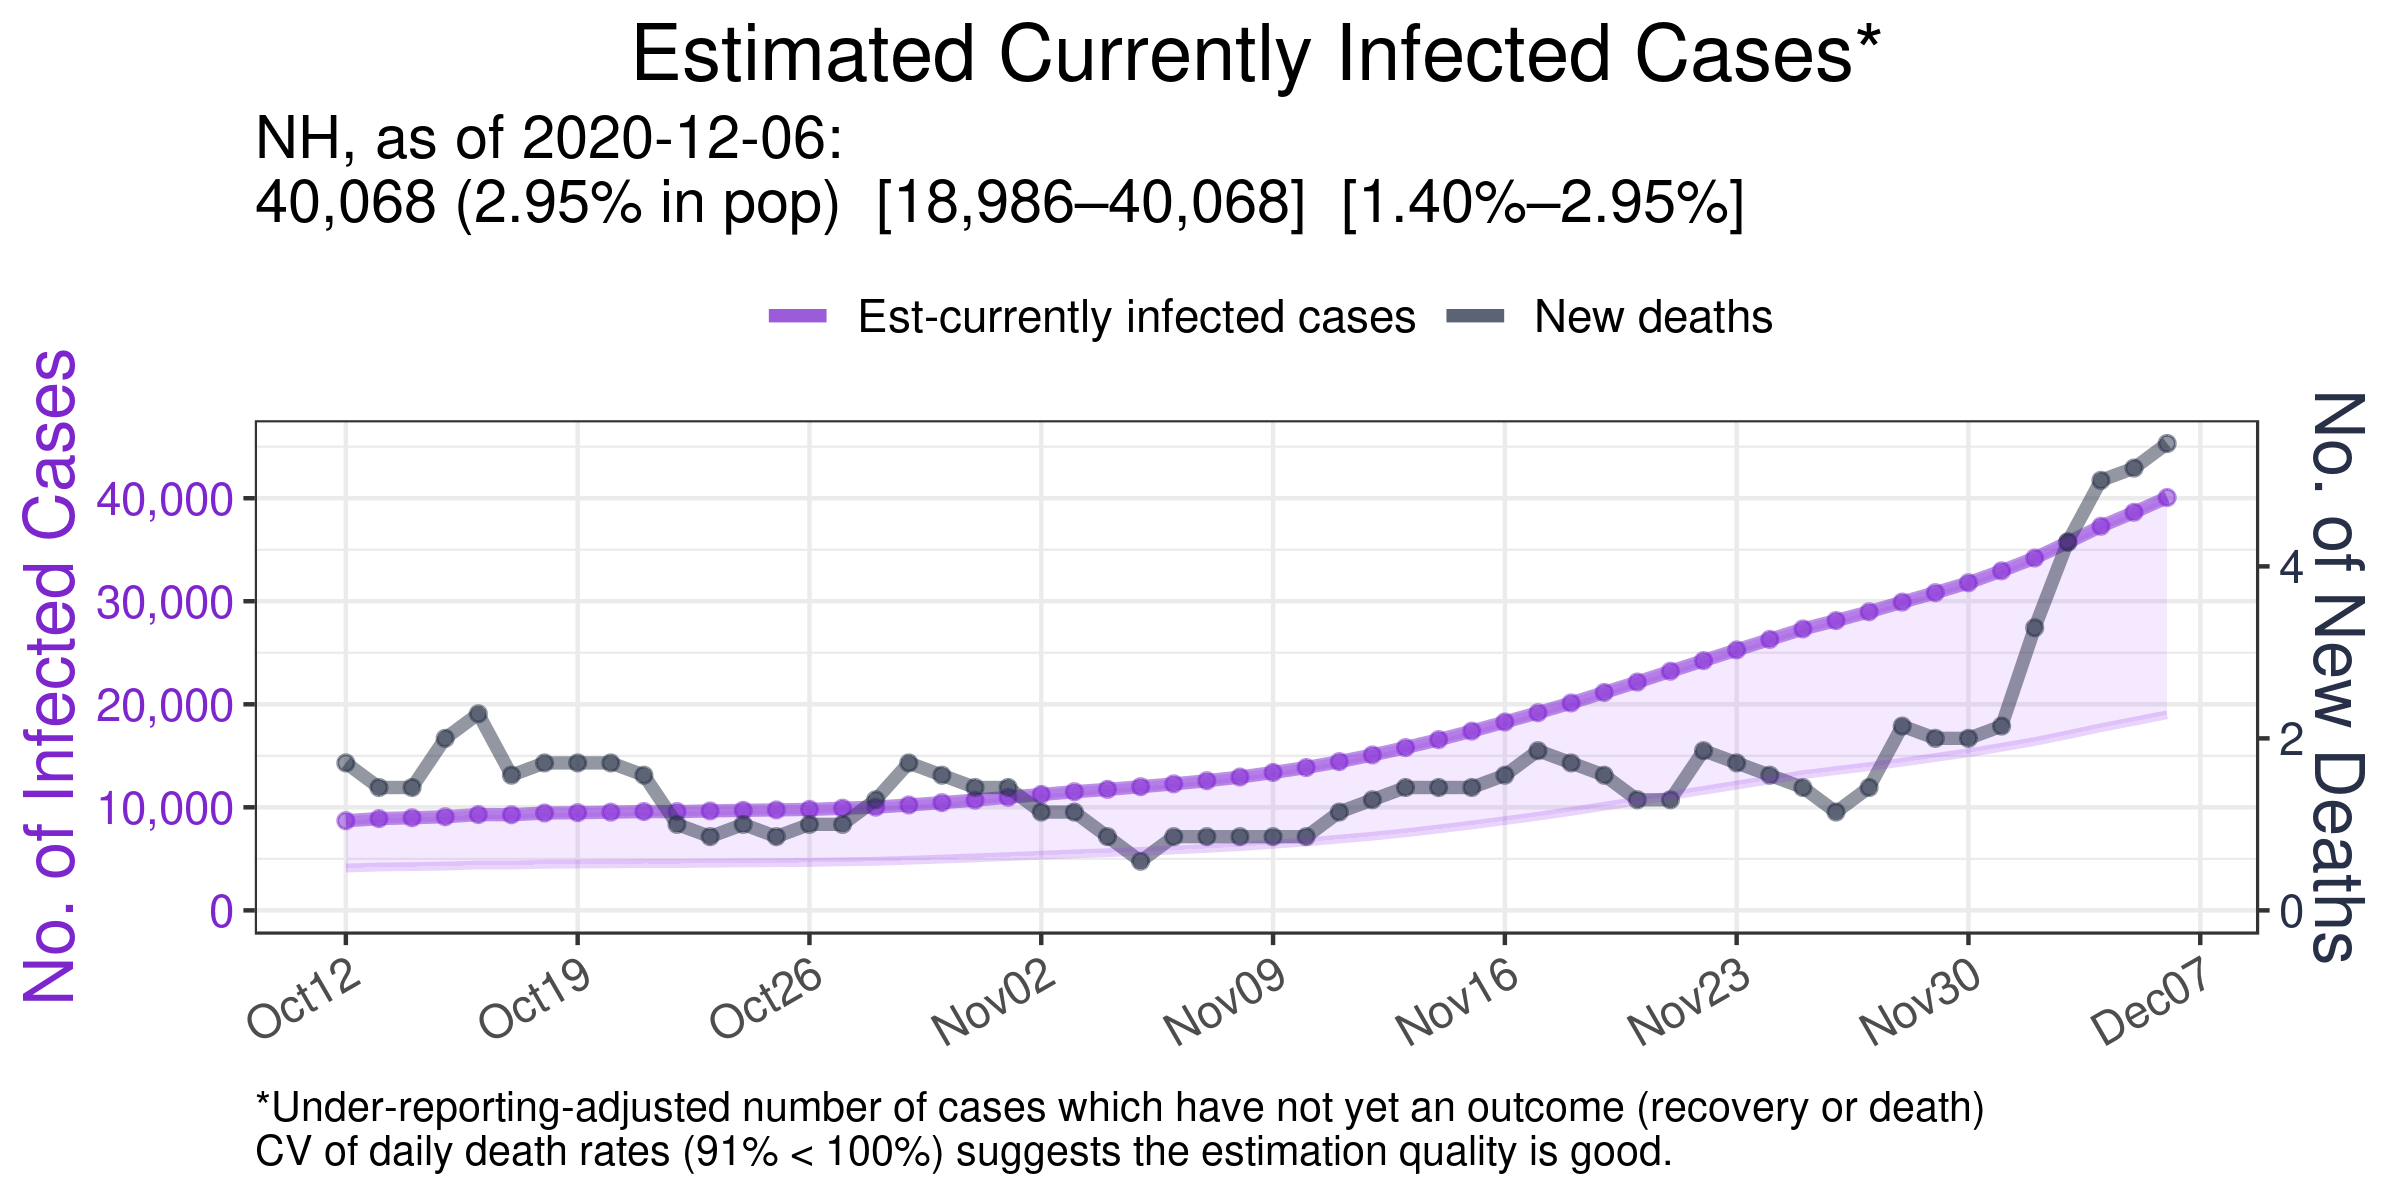 Estimated Currently Infected Cases*
NH, as of 2020-12-06:
40,068 (2.95% in pop)  [18,986–40,068]  [1.40%–2.95%]
Est-currently infected cases
New deaths
No. of Infected Cases
40,000
30,000
20,000
10,000
0
No. of New Deaths
4
2
0
Oct12
Oct19
Oct26
Nov02
Nov09
Nov16
Nov23
Nov30
Dec07
*Under-reporting-adjusted number of cases which have not yet an outcome (recovery or death)
CV of daily death rates (91% < 100%) suggests the estimation quality is good.